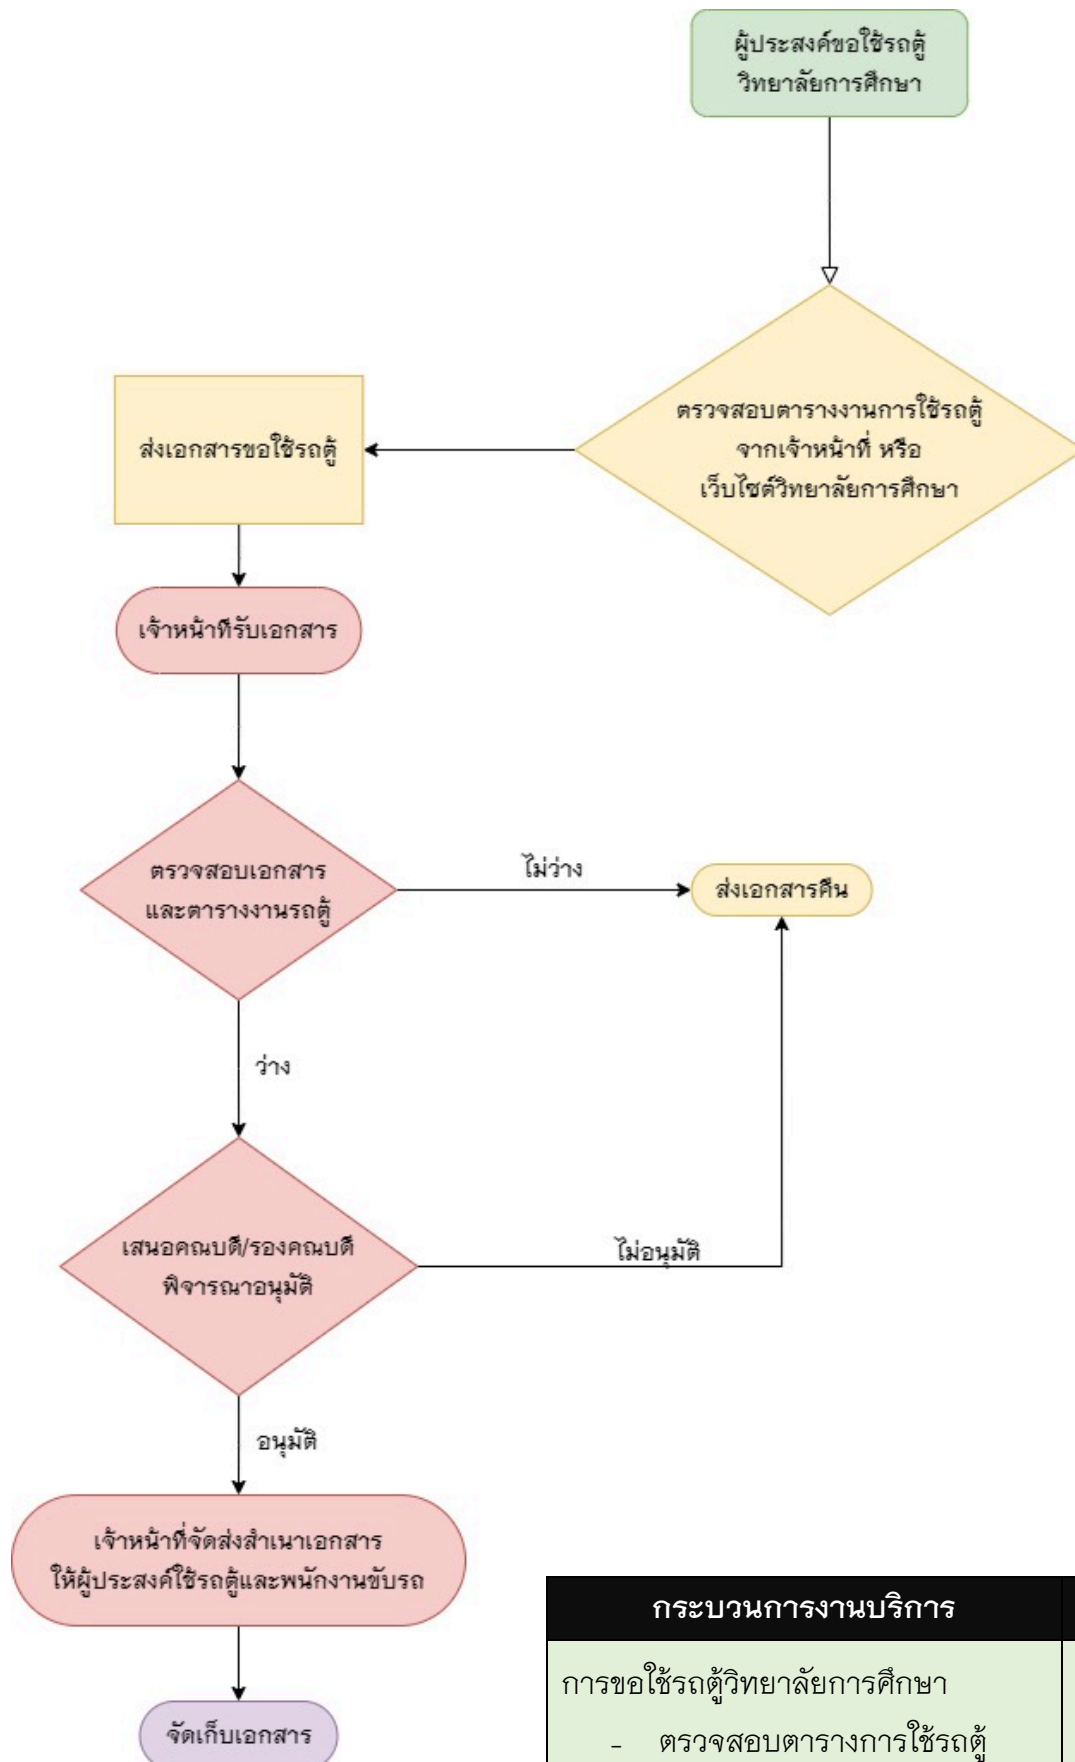 ผู้ประสงค์ขอใช้รถตู้
วิทยาลัยการศึกษา
ตรวจสอบตารางงานการใช้รถตู้
จากเจ้าหน้าที่ หรือ
เว็บไซต์วิทยาลัยการศึกษา
ส่งเอกสารขอใช้รถตู้
เจ้าหน้าที่รับเอกสาร
ตรวจสอบเอกสาร
และตารางงานรถตู้
ไม่ว่าง
ส่งเอกสารคืน
ว่าง
เสนอคณบดี/รองคณบดี
พิจารณาอนุมัติ
ไม่อนุมัติ
อนุมัติ
เจ้าหน้าที่จัดส่งสำเนาเอกสาร
ให้ผู้ประสงค์ใช้รถตู้และพนักงานขับรถ
จัดเก็บเอกสาร
กระบวนการงานบริการ
การขอใช้รถตู้วิทยาลัยการศึกษา
- ตรวจสอบตารางการใช้รถตู้